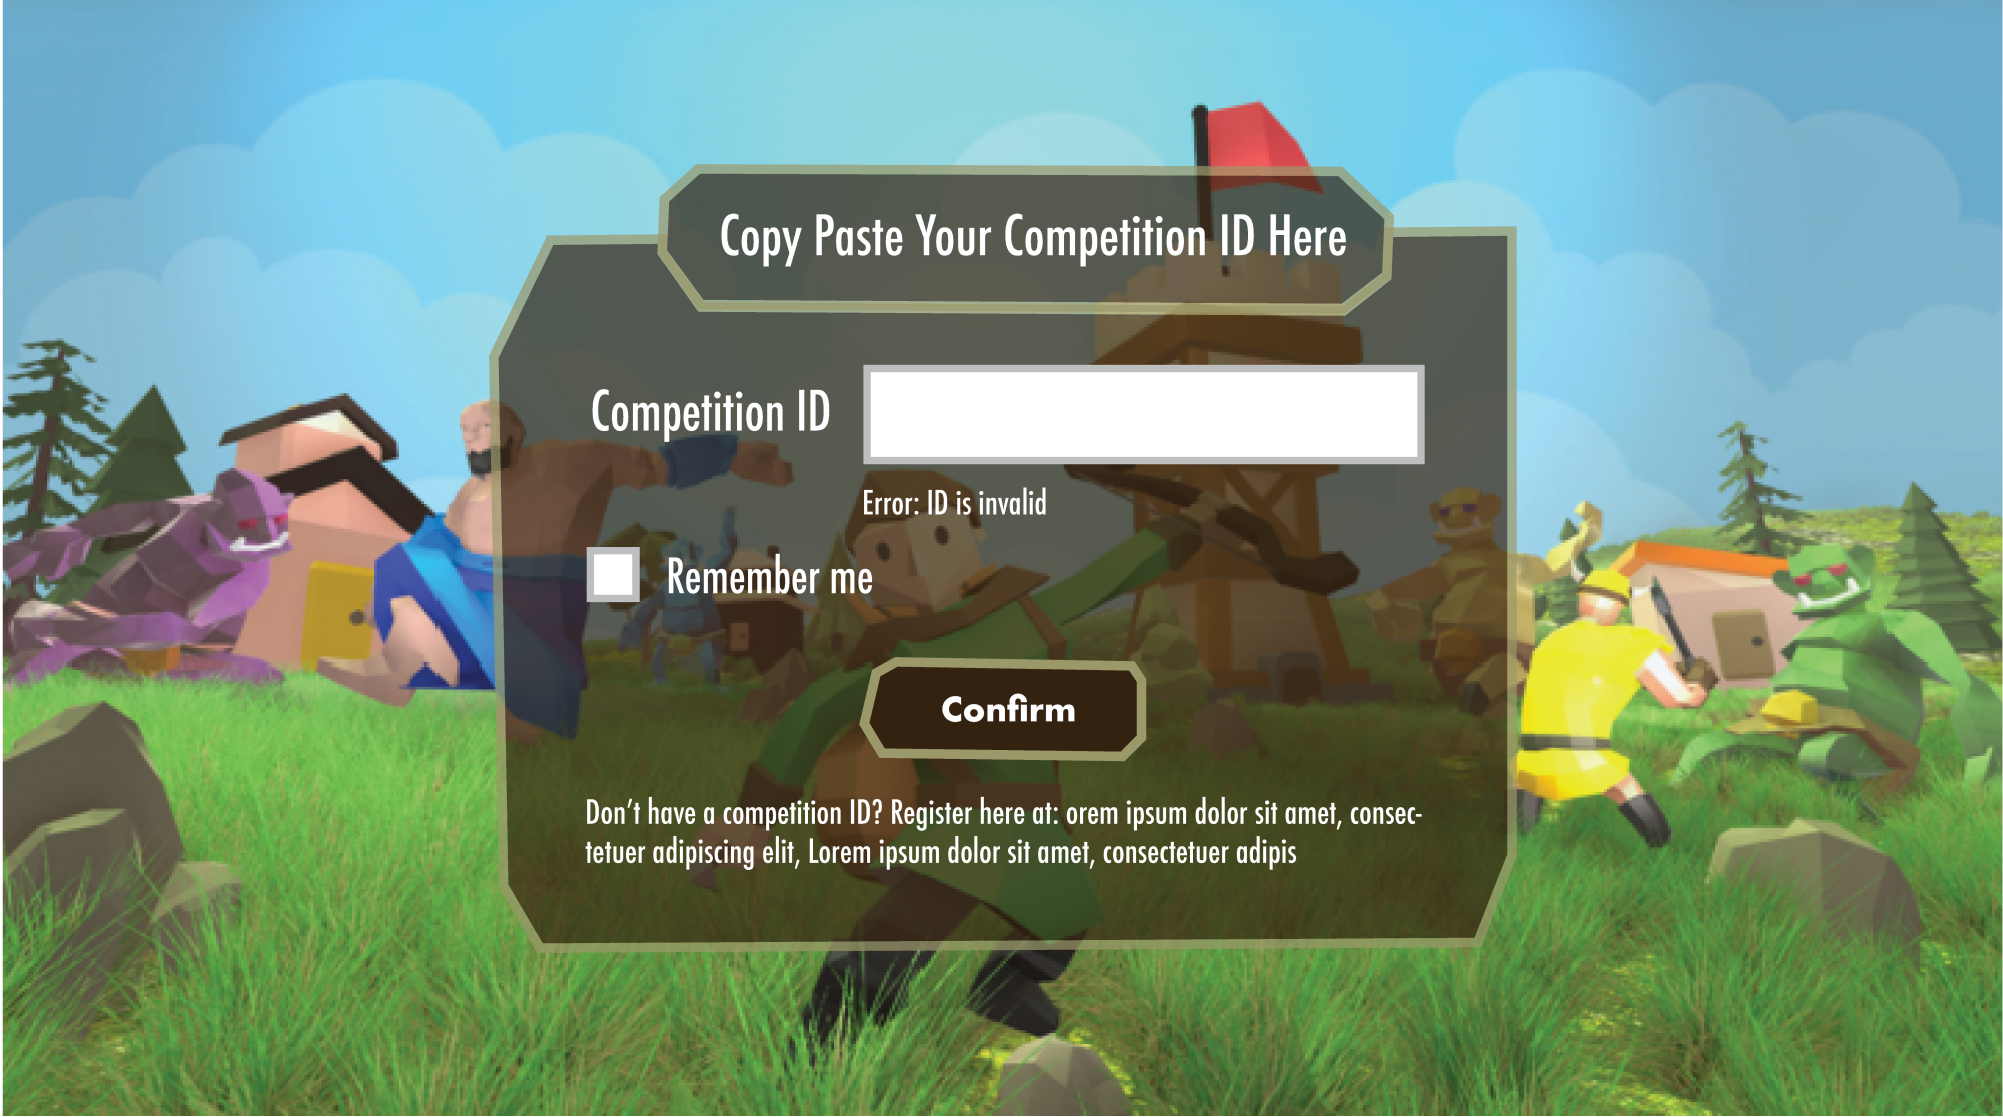 Copy Paste Your Competition ID Here
Competition ID
Error: ID is invalid
Remember me
Confirm
Don’t have a competition ID? Register here at: orem ipsum dolor sit amet, consec-
tetuer adipiscing elit, Lorem ipsum dolor sit amet, consectetuer adipis